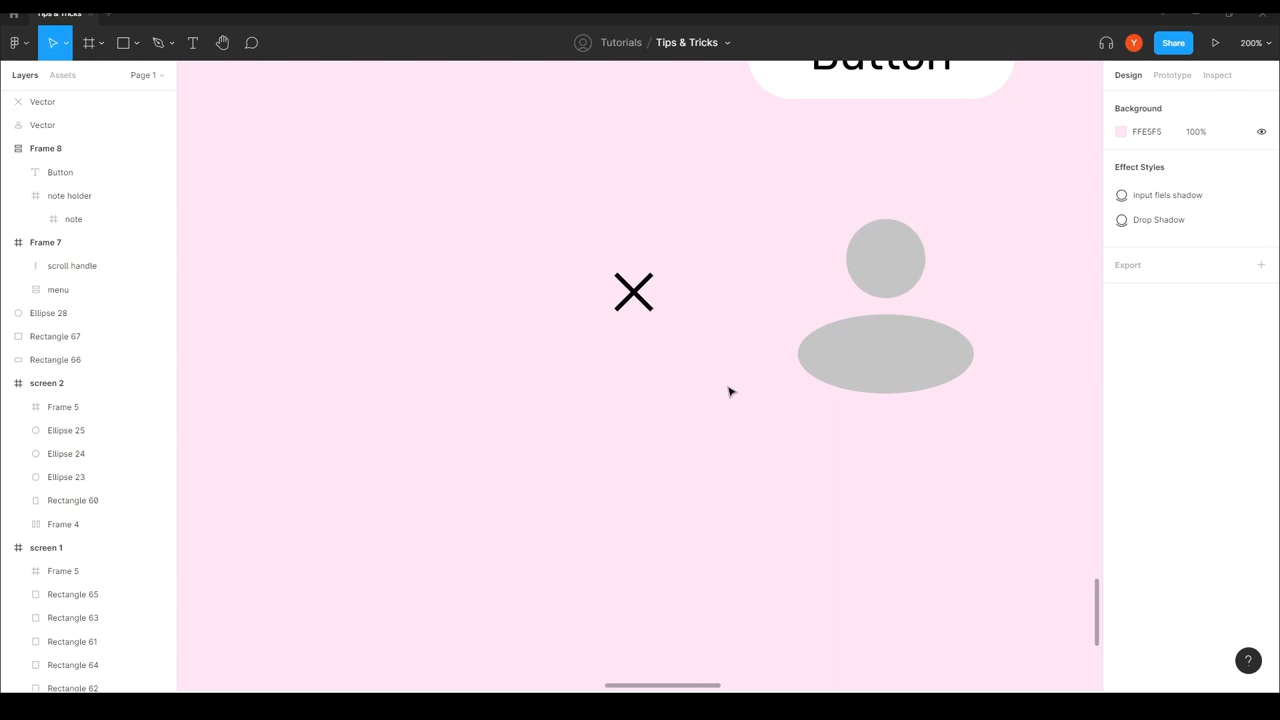 Tips & Tricks
Tutorials / Tips & Tricks
Y
Share
200%
Layers
Assets
Page 1
Vector
Vector
Frame 8
Button
note holder
note
Frame 7
scroll handle
menu
Ellipse 28
Rectangle 67
Rectangle 66
screen 2
Frame 5
Ellipse 25
Ellipse 24
Ellipse 23
Rectangle 60
Frame 4
screen 1
Frame 5
Rectangle 65
Rectangle 63
Rectangle 61
Rectangle 64
Rectangle 62
Button
Design
Prototype
Inspect
Background
FFE5F5
100%
Effect Styles
input fiels shadow
Drop Shadow
Export
?